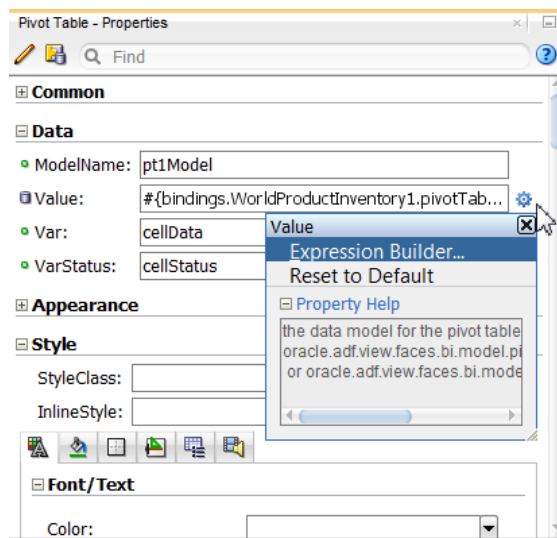 Pivot Table - Properties
Find
Common
Data
ModelName: pt1Model
Value: #{bindings.WorldProductInventory1.pivotTab...
Var: cellData
VarStatus: cellStatus
Value
Expression Builder...
Reset to Default
Property Help
the data model for the pivot table
oracle.adf.view.faces.bi.model.pi
or oracle.adf.view.faces.bi.mode
Appearance
Style
StyleClass:
InlineStyle:
Font/Text
Color: